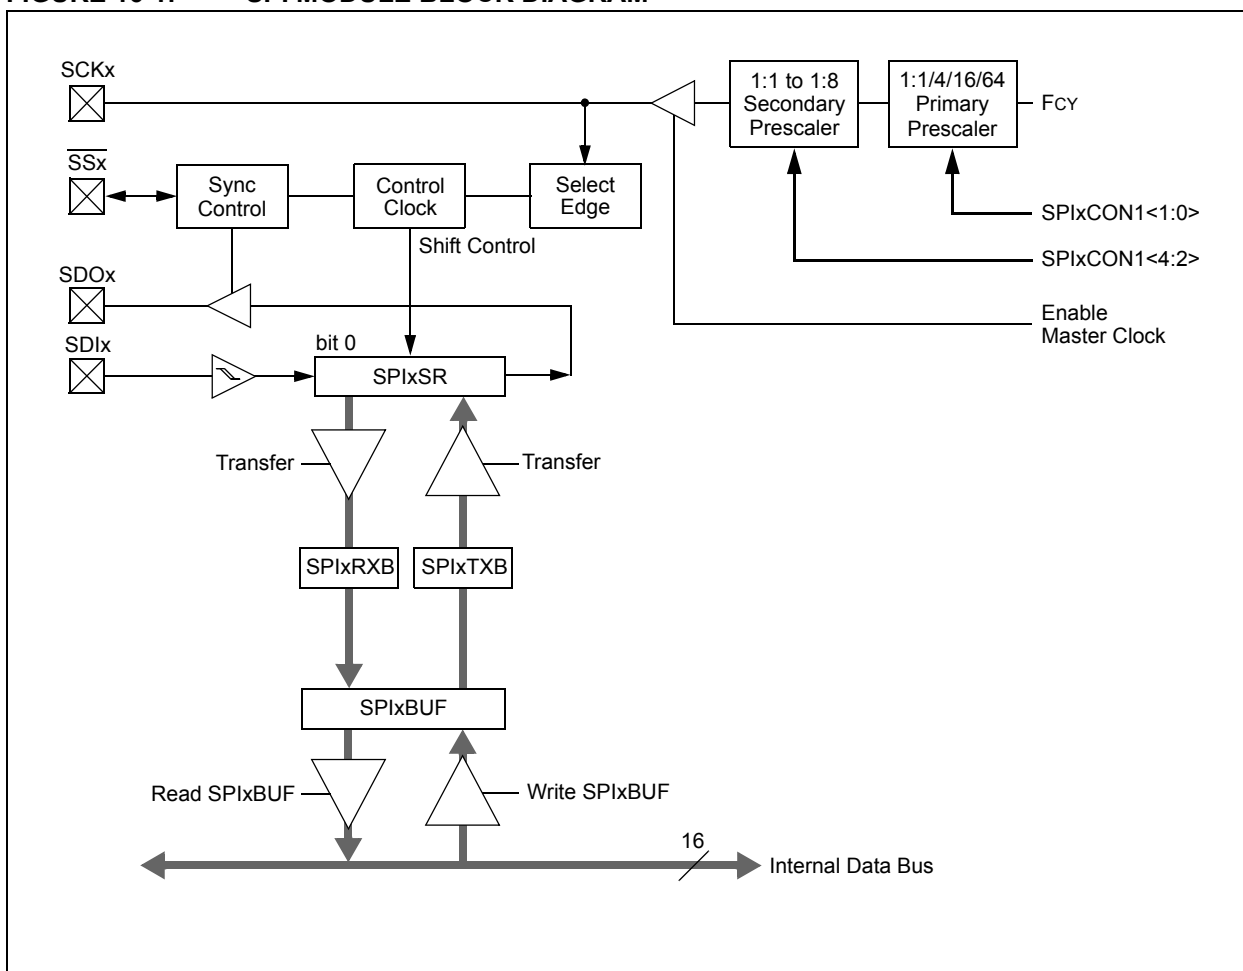 SCKx
SSx
SDOx
SDIx
1:1 to 1:8
Secondary
Prescaler
1:1/4/16/64
Primary
Prescaler
FCY
Sync
Control
Control
Clock
Select
Edge
Shift Control
SPIxCON1<1:0>
SPIxCON1<4:2>
Enable
Master Clock
bit 0
SPIxSR
Transfer
Transfer
SPIxRXB
SPIxTXB
SPIxBUF
Read SPIxBUF
Write SPIxBUF
16
Internal Data Bus